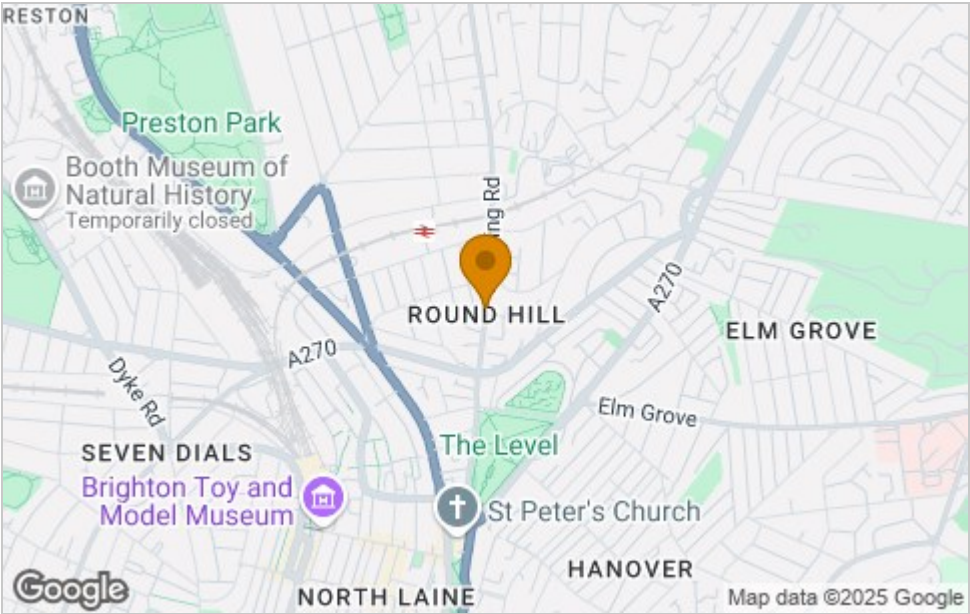 RESTON
Preston Park
Booth Museum of
Natural History
Temporarily closed
ing Rd
ROUND HILL
A270
A270
ELM GROVE
Dyke Rd
Elm Grove
The Level
SEVEN DIALS
Brighton Toy and
Model Museum
St Peter's Church
HANOVER
NORTH LAINE
Google
Map data ©2025 Google